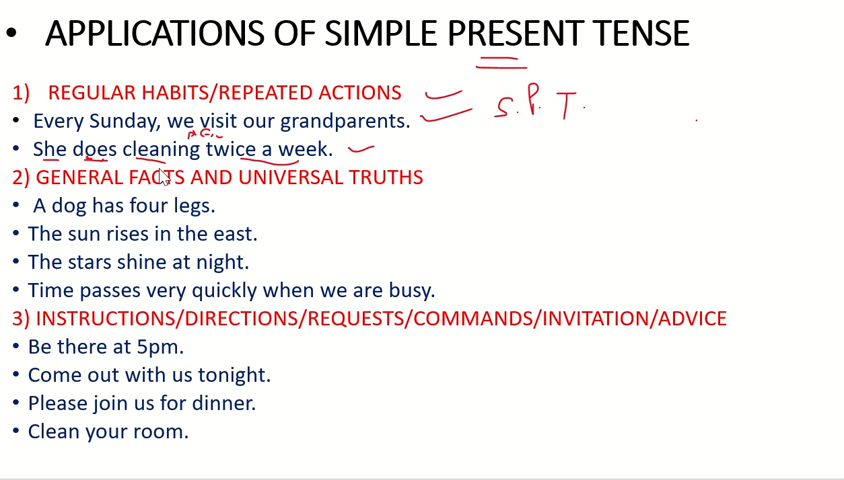 • APPLICATIONS OF SIMPLE PRESENT TENSE
1) REGULAR HABITS/REPEATED ACTIONS
S.P.T.
• Every Sunday, we visit our grandparents.
• She does cleaning twice a week.
2) GENERAL FACTS AND UNIVERSAL TRUTHS
• A dog has four legs.
• The sun rises in the east.
• The stars shine at night.
• Time passes very quickly when we are busy.
3) INSTRUCTIONS/DIRECTIONS/REQUESTS/COMMANDS/INVITATION/ADVICE
• Be there at 5pm.
• Come out with us tonight.
• Please join us for dinner.
• Clean your room.